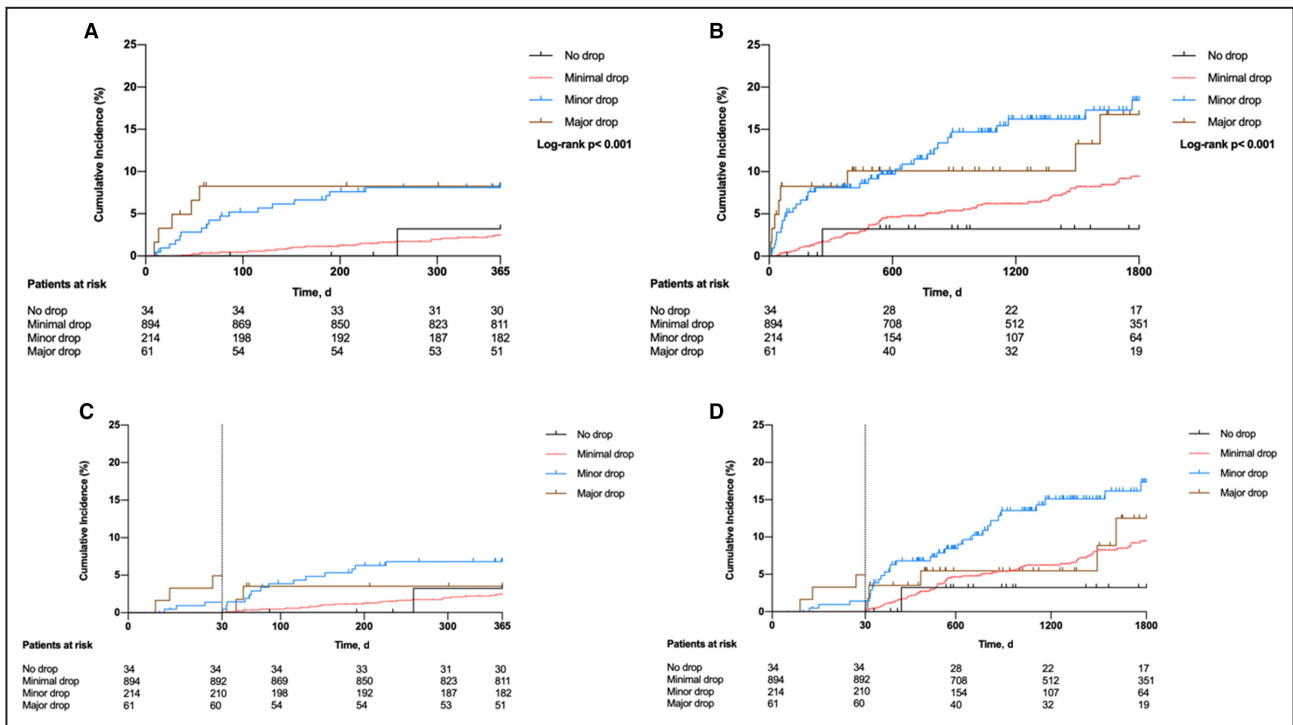 A
25
20
15
10
5
0
Cumulative Incidence (%)
0 100 200 300 365
Time, d
No drop
Minimal drop
Minor drop
Major drop
Log-rank p< 0.001
Patients at risk
No drop 34 34 33 31 30
Minimal drop 894 869 850 823 811
Minor drop 214 198 192 187 182
Major drop 61 54 54 53 51
B
25
20
15
10
5
0
Cumulative Incidence (%)
0 600 1200 1800
Time, d
No drop
Minimal drop
Minor drop
Major drop
Log-rank p< 0.001
Patients at risk
No drop 34 28 22 17
Minimal drop 894 708 512 351
Minor drop 214 154 107 64
Major drop 61 40 32 19
C
25
20
15
10
5
0
Cumulative Incidence (%)
0 30 100 200 300 365
Time, d
No drop
Minimal drop
Minor drop
Major drop
Patients at risk
No drop 34 34 34 33 31 30
Minimal drop 894 892 869 850 823 811
Minor drop 214 210 198 192 187 182
Major drop 61 60 54 54 53 51
D
25
20
15
10
5
0
Cumulative Incidence (%)
0 30 600 1200 1800
Time, d
No drop
Minimal drop
Minor drop
Major drop
Patients at risk
No drop 34 34 28 22 17
Minimal drop 894 892 708 512 351
Minor drop 214 210 154 107 64
Major drop 61 60 40 32 19